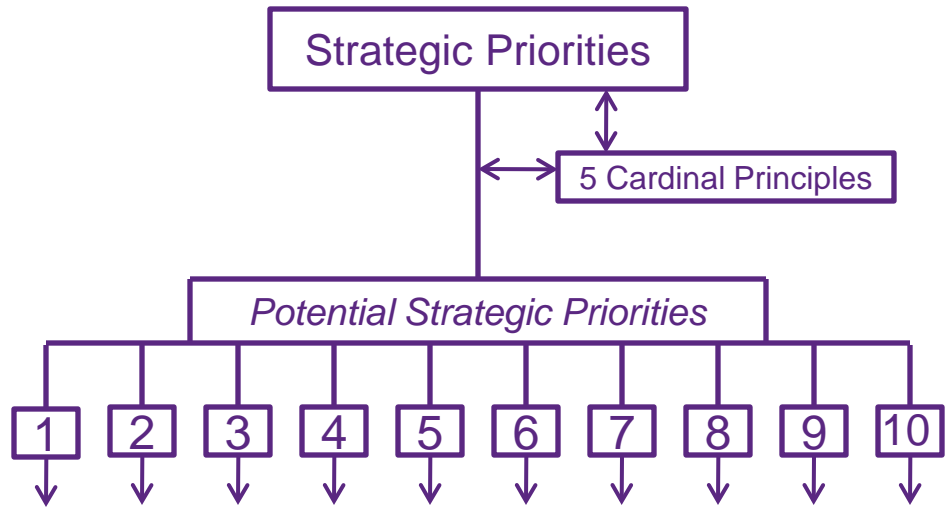 Strategic Priorities
5 Cardinal Principles
Potential Strategic Priorities
1 2 3 4 5 6 7 8 9 10